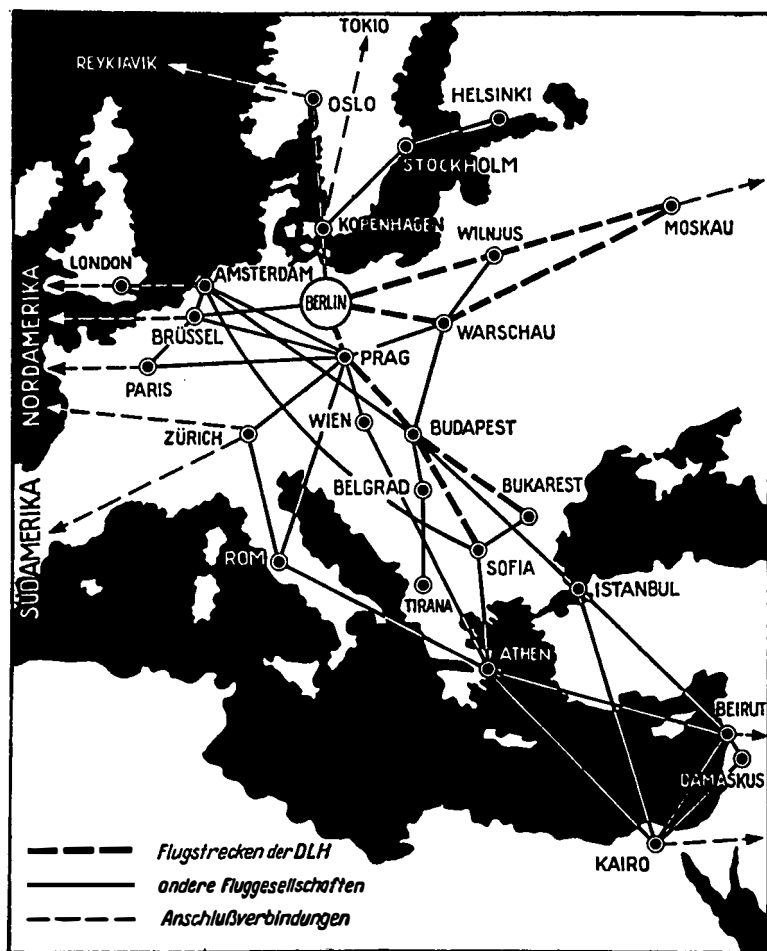 TOKIO
REYKJAVIK
OSLO
HELSINKI
STOCKHOLM
KOPENHAGEN
WILNJUS
MOSKAU
LONDON
AMSTERDAM
BERLIN
BRÜSSEL
WARSCHAU
PRAG
PARIS
NORDAMERIKA
WIEN
BUDAPEST
ZÜRICH
BELGRAD
BUKAREST
SÜDAMERIKA
ROM
SOFIA
TIRANA
ISTANBUL
ATHEN
BEIRUT
DAMASKUS
KAIRO
Flugstrecken der DLH
andere Fluggesellschaften
Anschlußverbindungen